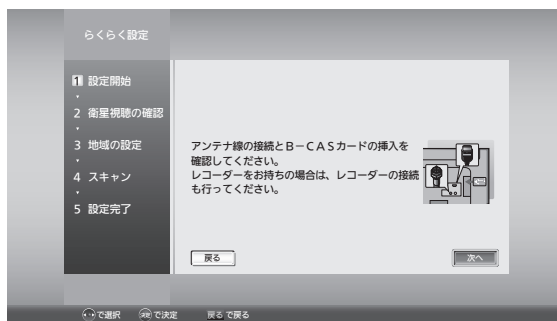 らくらく設定
1 設定開始
2 衛星視聴の確認
3 地域の設定
4 スキャン
5 設定完了
アンテナ線の接続とB－CASカードの挿入を
確認してください。
レコーダーをお持ちの場合は、レコーダーの接続
も行ってください。
戻る 次へ
で選択 決定 で決定 戻る で戻る